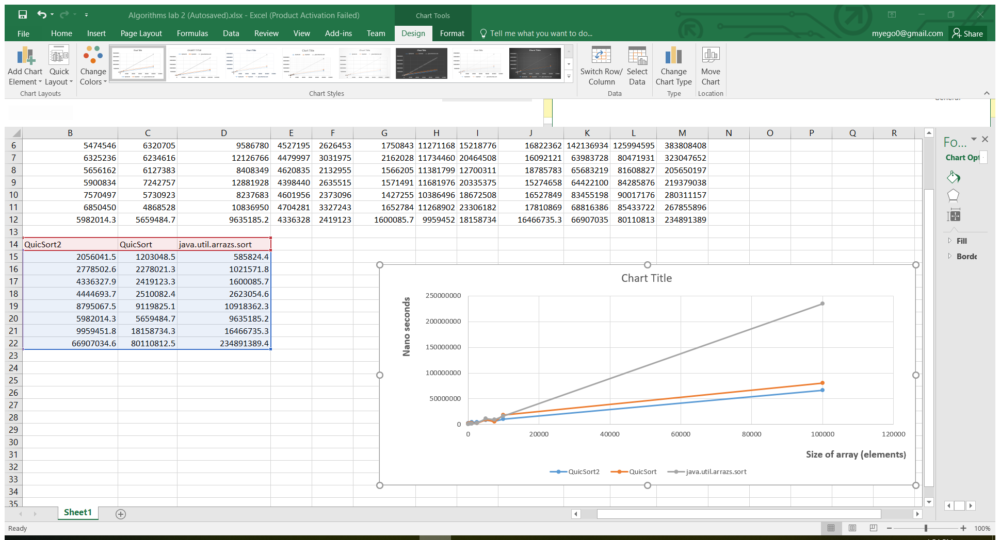 Algorithms lab 2 (Autosaved).xlsx - Excel (Product Activation Failed)
Chart Tools
File Home Insert Page Layout Formulas Data Review View Add-ins Team Design Format Tell me what you want to do... myego0@gmail.com Share
Add Chart Element Quick Layout Change Colors Switch Row/ Column Select Data Change Chart Type Move Chart
Chart Layouts Chart Styles Data Type Location
B C D E F G H I J K L M N O P Q R
6 5474546 6320705 9586780 4527195 2626453 1750843 11271168 15218776 16822362 142136934 125994595 383808408
7 6325236 6234616 12126766 4479997 3031975 2162028 11734460 20464508 16092121 63983728 80471931 323047652
8 5656162 6127383 8408349 4620835 2132955 1566205 11381799 12700311 18785783 65683219 81608827 205650197
9 5900834 7242757 12881928 4398440 2635515 1571491 11681976 20335375 15274658 64422100 84285876 219379038
10 7570497 5730923 8237683 4601956 2373096 1427255 10386496 18672508 16527849 83455198 90017176 280311157
11 6850450 4868528 10836950 4704281 3327243 1652784 11268902 23306182 17810869 68816386 85433722 267855896
12 5982014.3 5659484.7 9635185.2 4336328 2419123 1600085.7 9959452 18158734 16466735.3 66907035 80110813 234891389
13
14 QuicSort2 QuicSort java.util.arrazs.sort
15 2056041.5 1203048.5 585824.4
16 2778502.6 2278021.3 1021571.8
17 4336327.9 2419123.3 1600085.7
18 4444693.7 2510082.4 2623054.6
19 8795067.5 9119825.1 10918362.3
20 5982014.3 5659484.7 9635185.2
21 9959451.8 18158734.3 16466735.3
22 66907034.6 80110812.5 234891389.4
23
24
25
26
27
28
29
30
31
32
33
34
35
Chart Title
Nano seconds
250000000
200000000
150000000
100000000
50000000
0
0 20000 40000 60000 80000 100000 120000
Size of array (elements)
QuicSort2 QuicSort java.util.arrazs.sort
Fo...
Chart Opt
Fill
Borde
Sheet1
Ready
100%